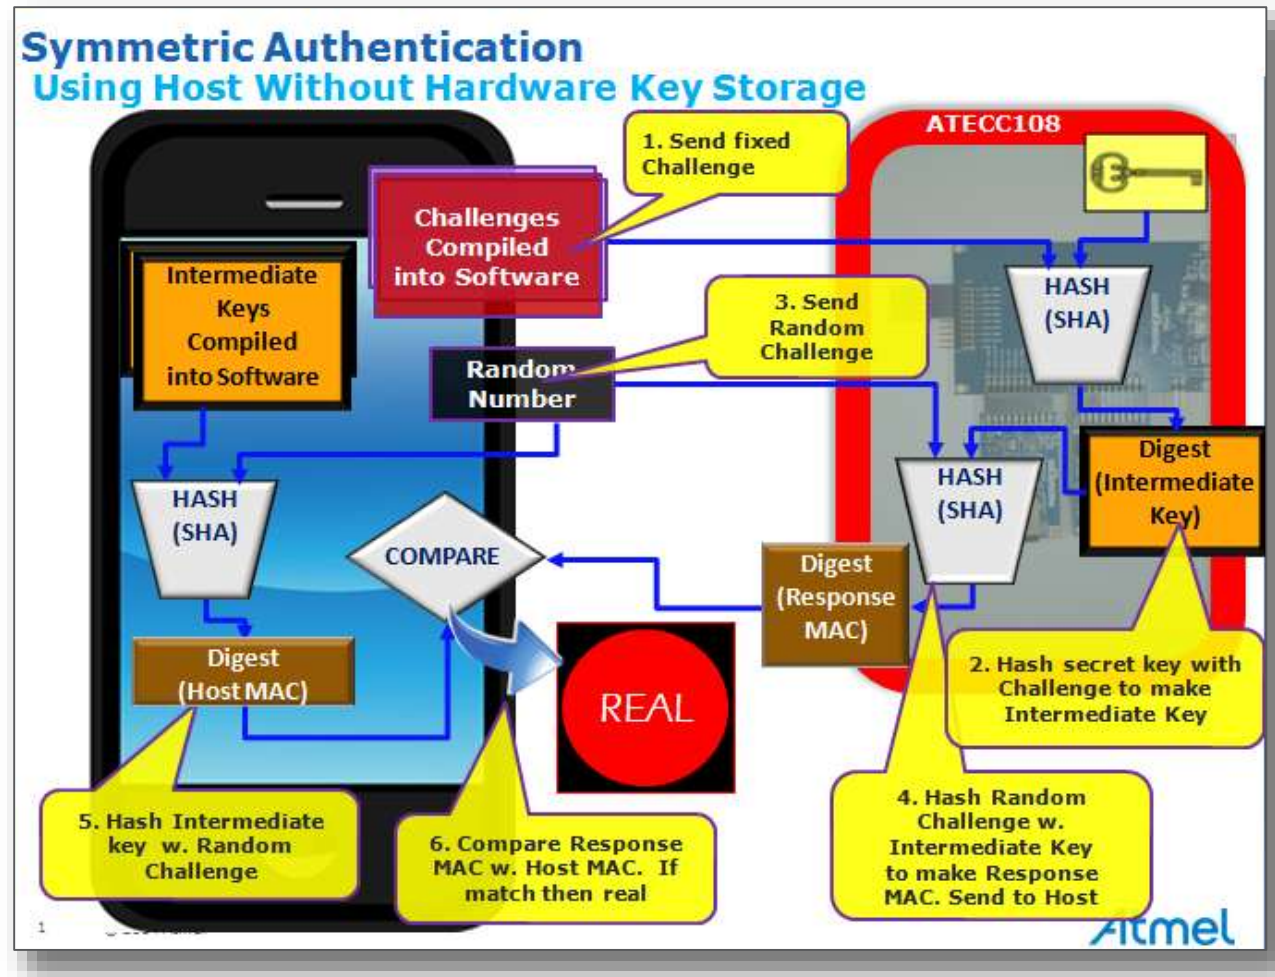 Symmetric Authentication
Using Host Without Hardware Key Storage
ATECC108
1. Send fixed
Challenge
Challenges
Compiled
into Software
Intermediate
Keys
Compiled
into Software
HASH
(SHA)
3. Send
Random
Challenge
Random
Number
Digest
(Intermediate
Key)
HASH
(SHA)
HASH
(SHA)
COMPARE
Digest
(Response
MAC)
Digest
(Host MAC)
REAL
2. Hash secret key with
Challenge to make
Intermediate Key
4. Hash Random
Challenge w.
Intermediate Key
to make Response
MAC. Send to Host
5. Hash Intermediate
key w. Random
Challenge
6. Compare Response
MAC w. Host MAC. If
match then real
1
Atmel